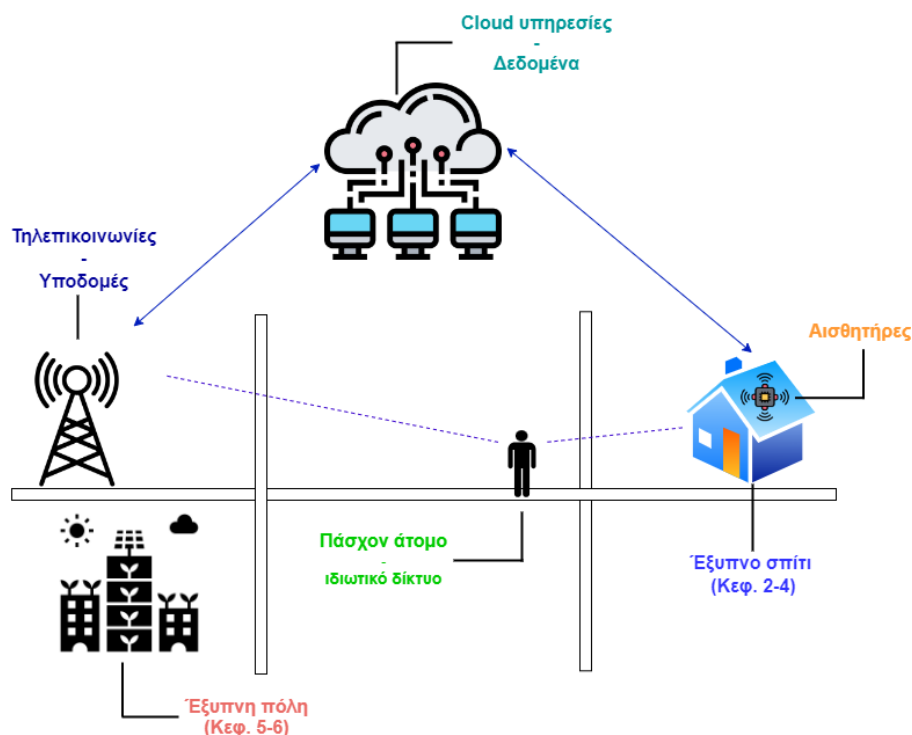 Cloud υπηρεσίες
-
Δεδομένα
Τηλεπικοινωνίες
-
Υποδομές
Αισθητήρες
Πάσχον άτομο
-
ιδιωτικό δίκτυο
Έξυπνο σπίτι
(Κεφ. 2-4)
Έξυπνη πόλη
(Κεφ. 5-6)